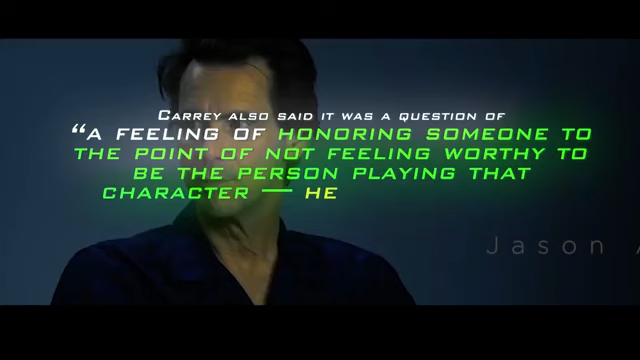 CARREY ALSO SAID IT WAS A QUESTION OF
“A FEELING OF HONORING SOMEONE TO
THE POINT OF NOT FEELING WORTHY TO
BE THE PERSON PLAYING THAT
CHARACTER — HE
Jason